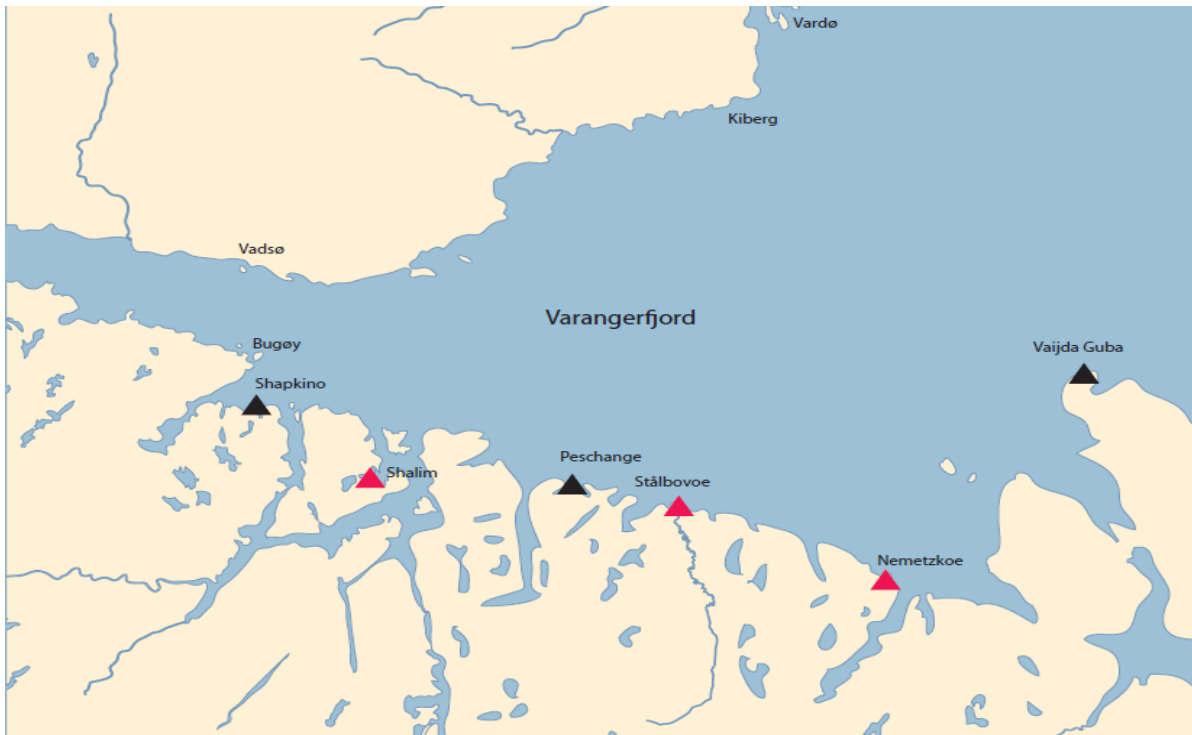 Vardø
Kiberg
Vadsø
Varangerfjord
Bugøy
Vaijda Guba
Shapkino
Peschange
Shalim
Stålbovoe
Nemetzkoe